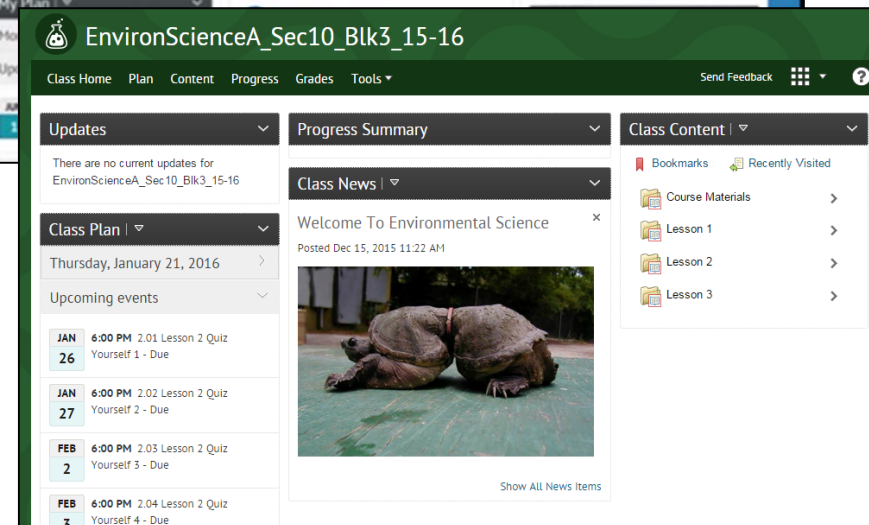 My Plan
EnvironScienceA_Sec10_Blk3_15-16
Class Home Plan Content Progress Grades Tools
Send Feedback
Updates
There are no current updates for
EnvironScienceA_Sec10_Blk3_15-16
Class Plan
Thursday, January 21, 2016
Upcoming events
JAN
26
6:00 PM 2.01 Lesson 2 Quiz
Yourself 1 - Due
JAN
27
6:00 PM 2.02 Lesson 2 Quiz
Yourself 2 - Due
FEB
2
6:00 PM 2.03 Lesson 2 Quiz
Yourself 3 - Due
FEB
3
6:00 PM 2.04 Lesson 2 Quiz
Yourself 4 - Due
Progress Summary
Class News
Welcome To Environmental Science
Posted Dec 15, 2015 11:22 AM
Show All News Items
Class Content
Bookmarks Recently Visited
Course Materials
Lesson 1
Lesson 2
Lesson 3